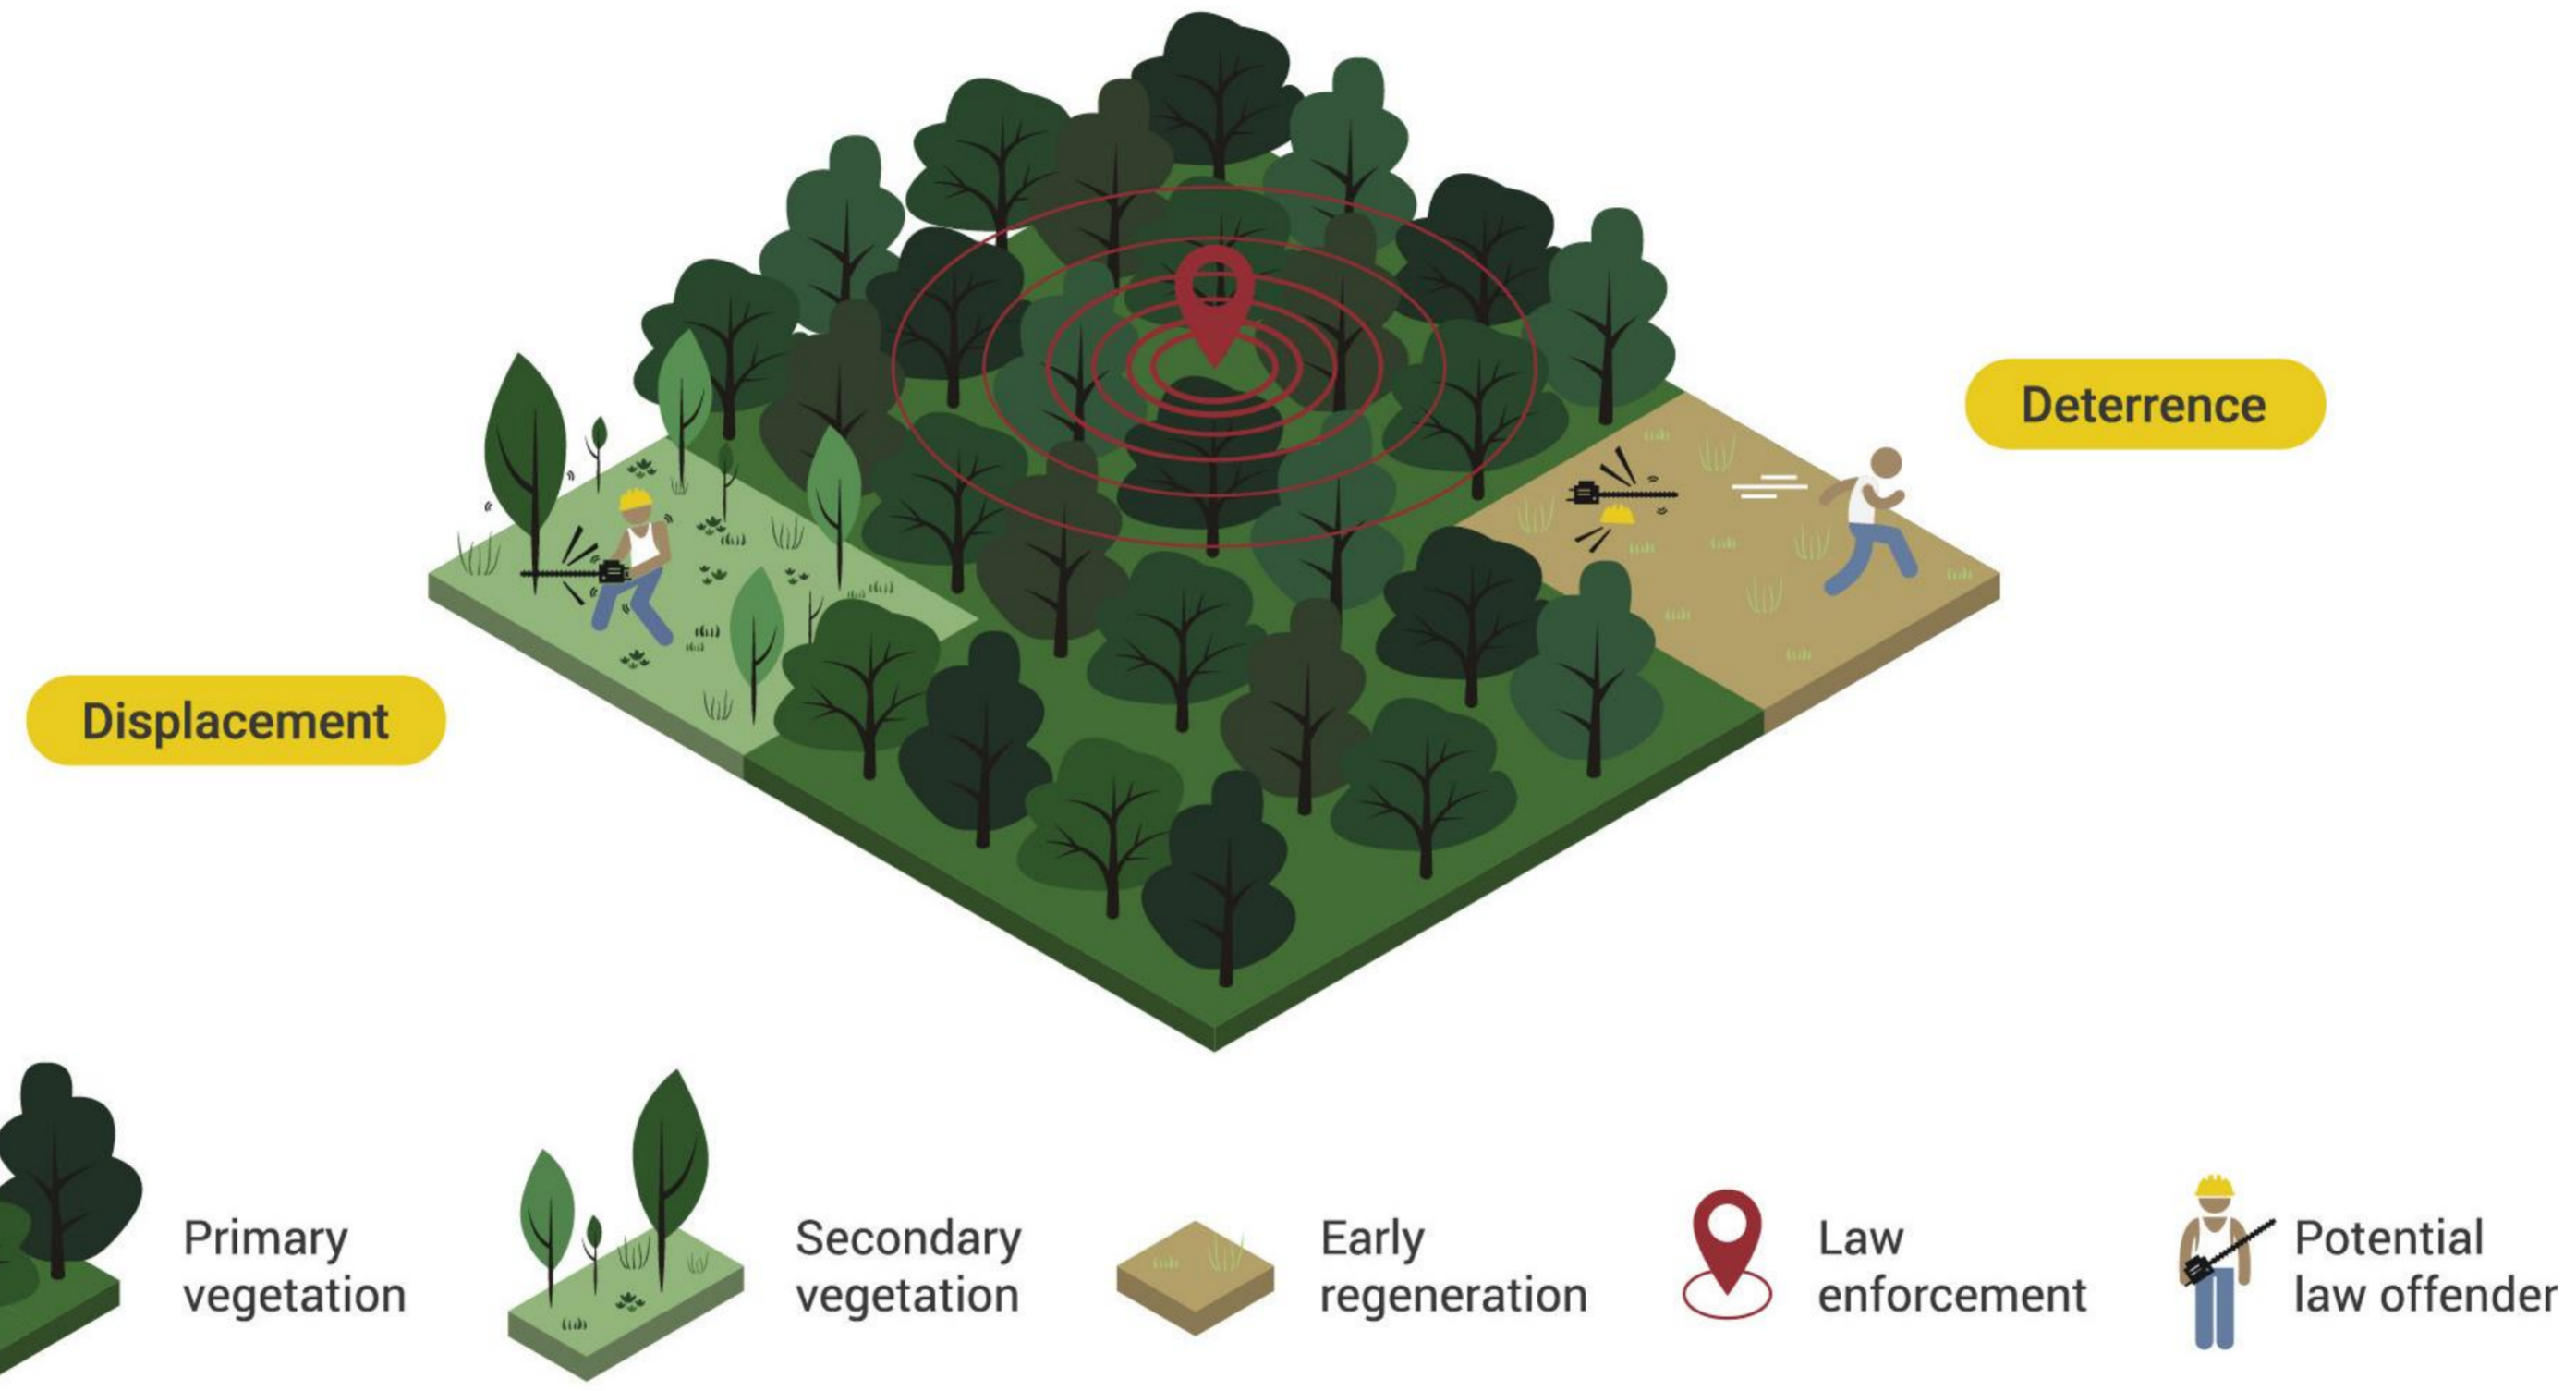 Deterrence
Displacement
Primary
vegetation
Secondary
vegetation
Early
regeneration
Law
enforcement
Potential
law offender